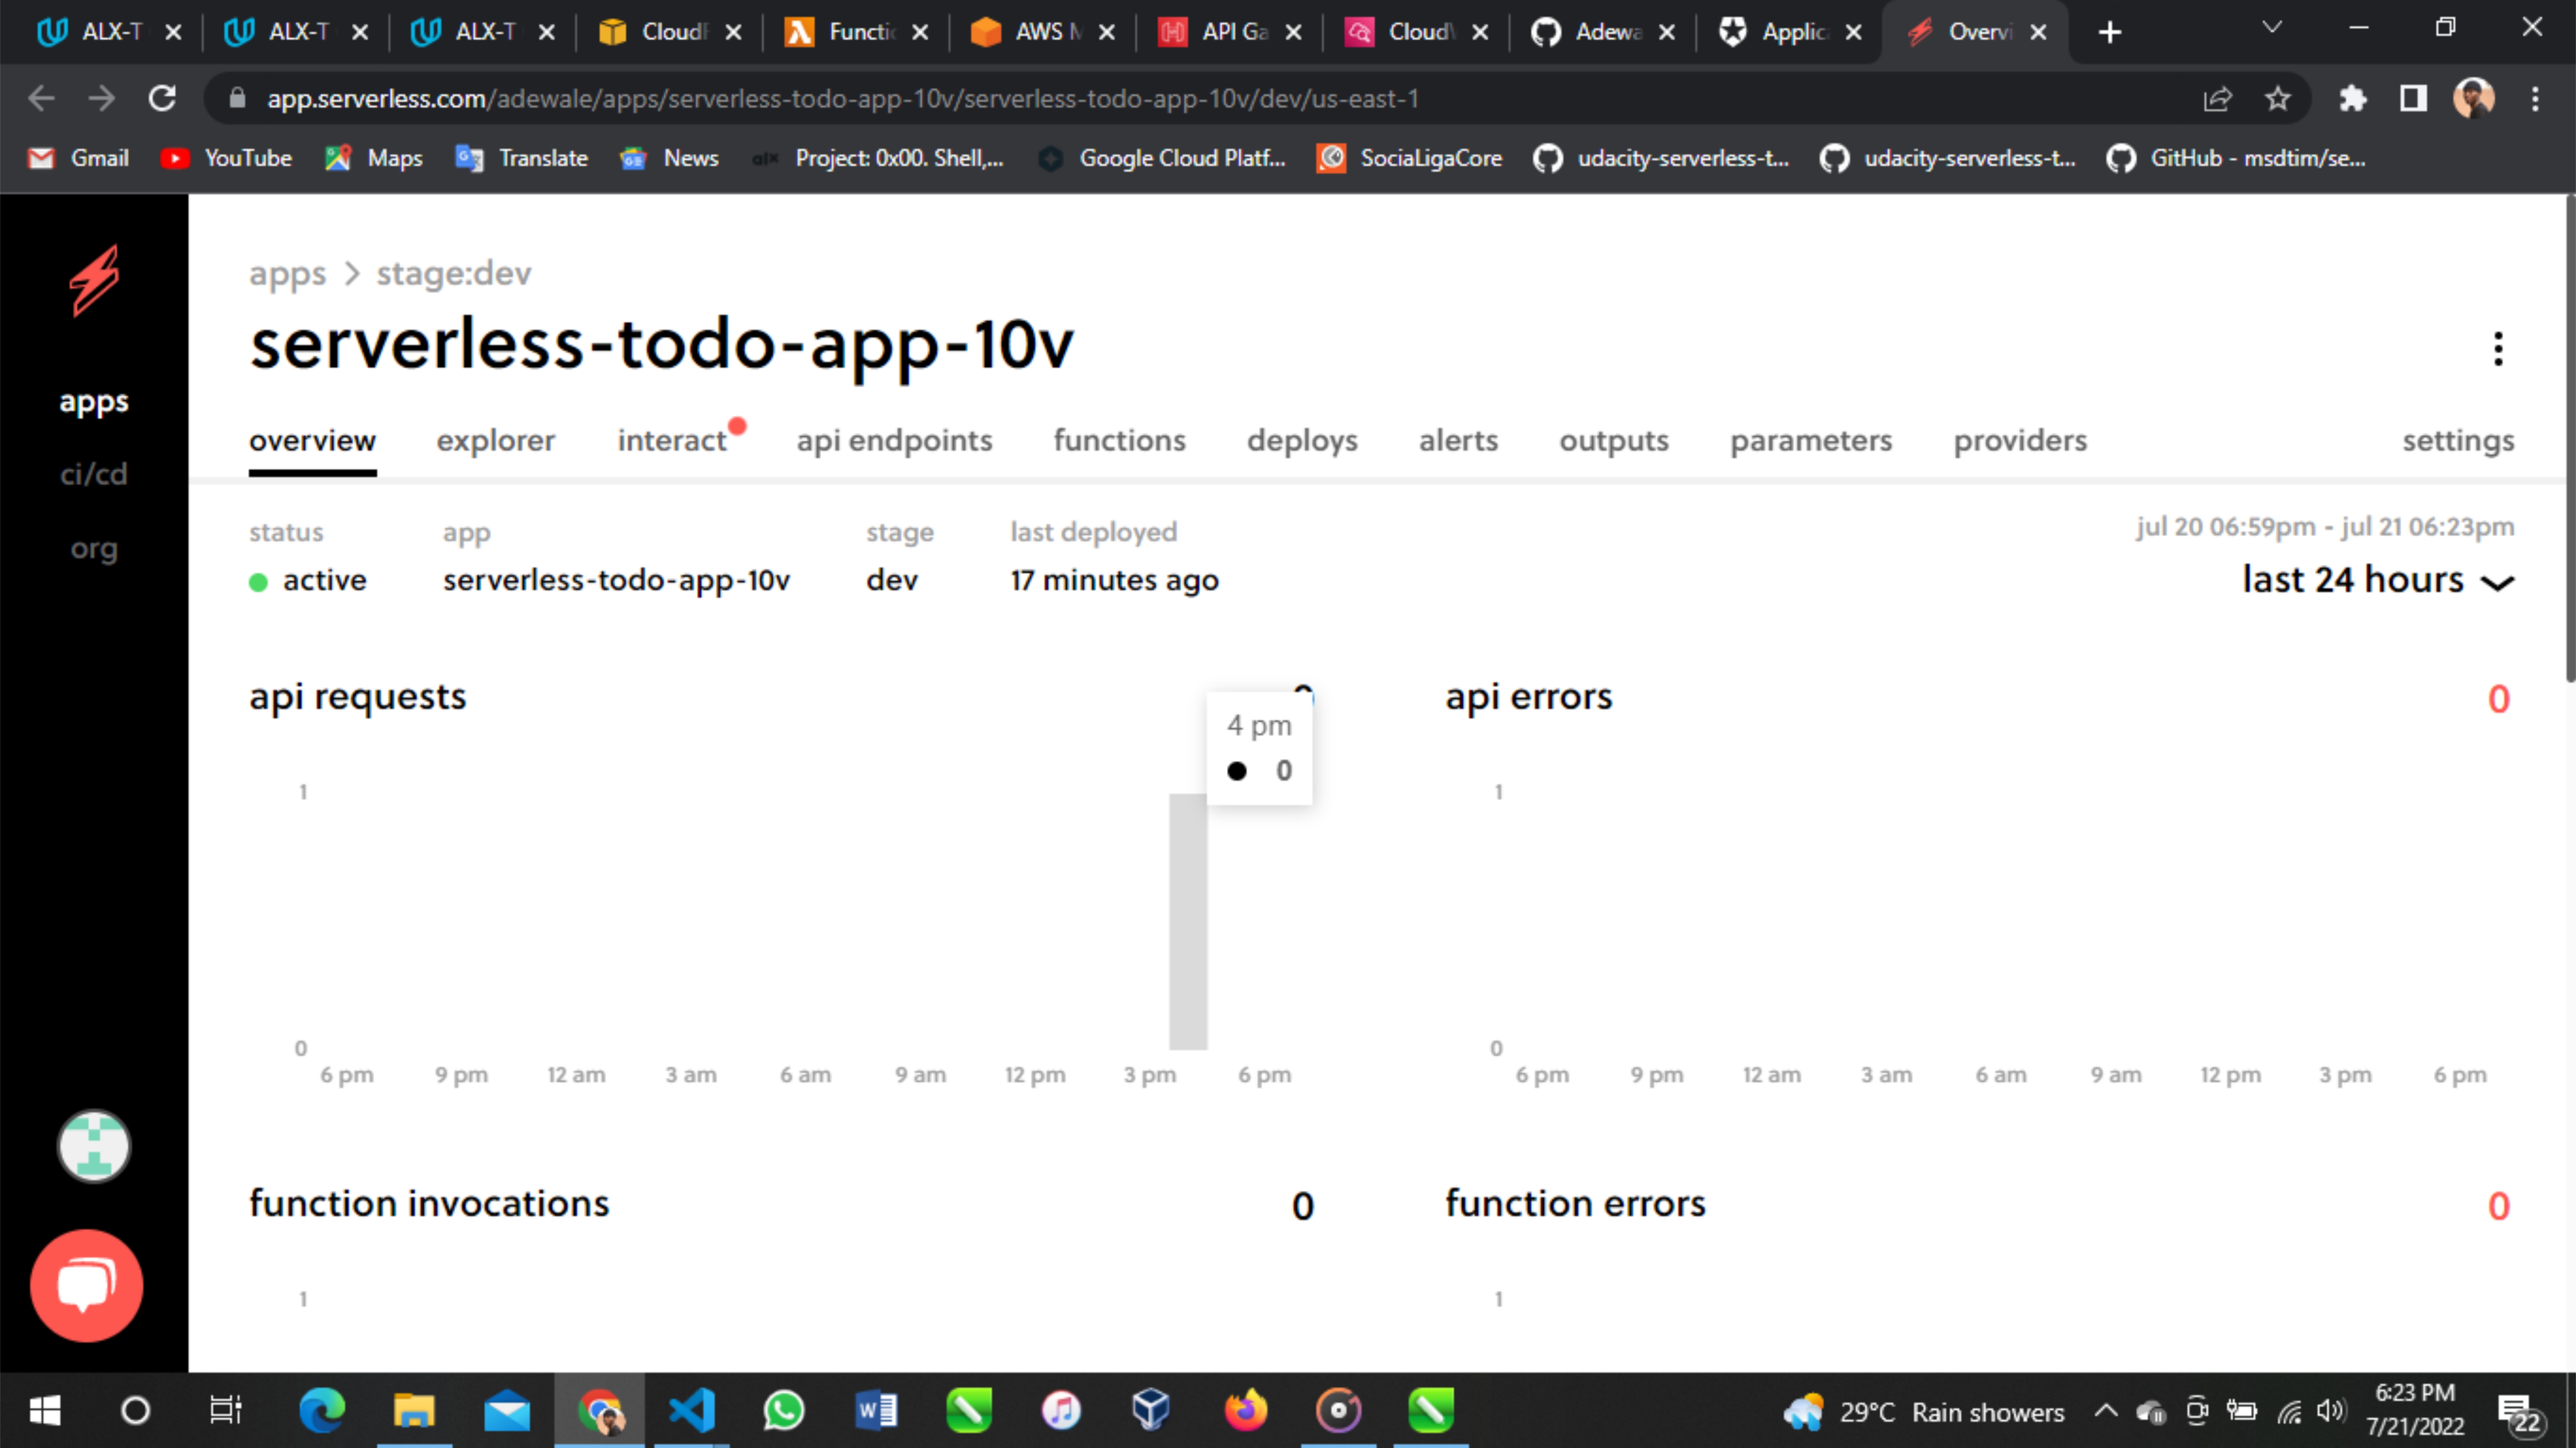 ALX-T ALX-T ALX-T Cloud Functi AWS API Ga Cloud Adewa Applic Overvi
app.serverless.com/adewale/apps/serverless-todo-app-10v/serverless-todo-app-10v/dev/us-east-1
Gmail YouTube Maps Translate News Project: 0x00. Shell,... Google Cloud Platf... SociaLigaCore udacity-serverless-t... udacity-serverless-t... GitHub - msdtim/se...
apps > stage:dev
serverless-todo-app-10v
apps
ci/cd
org
overview explorer interact api endpoints functions deploys alerts outputs parameters providers settings
status app stage last deployed jul 20 06:59pm - jul 21 06:23pm
active serverless-todo-app-10v dev 17 minutes ago last 24 hours
api requests
4 pm
0
1
0
6 pm 9 pm 12 am 3 am 6 am 9 am 12 pm 3 pm 6 pm
api errors 0
1
0
6 pm 9 pm 12 am 3 am 6 am 9 am 12 pm 3 pm 6 pm
function invocations 0
1
function errors 0
1
29°C Rain showers 6:23 PM
7/21/2022
22